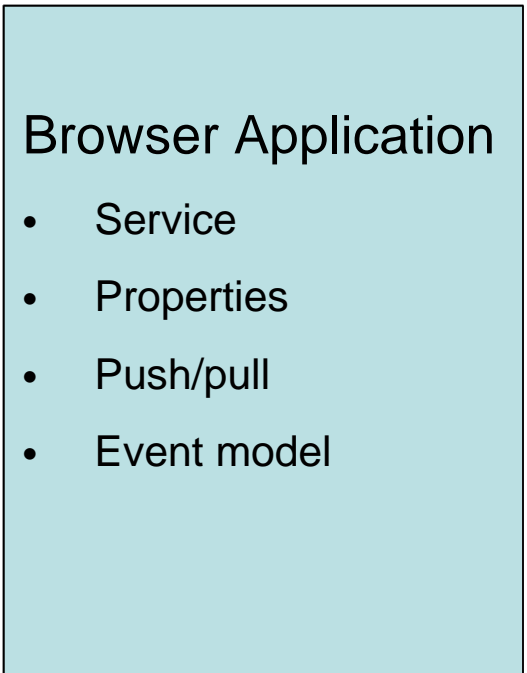 Browser Application
• Service
• Properties
• Push/pull
• Event model